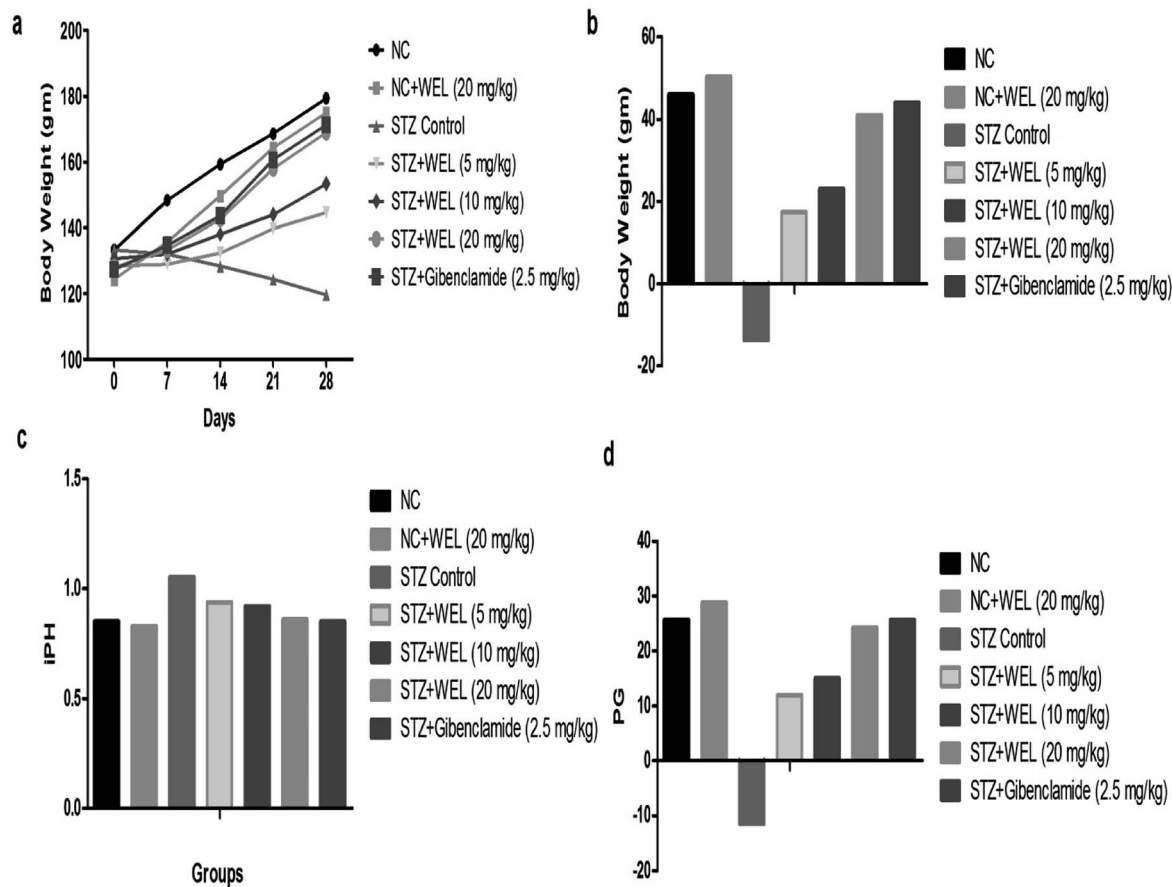 a
Body Weight (gm)
200
180
160
140
120
100
0 7 14 21 28
Days
NC
NC+WEL (20 mg/kg)
STZ Control
STZ+WEL (5 mg/kg)
STZ+WEL (10 mg/kg)
STZ+WEL (20 mg/kg)
STZ+Gibenclamide (2.5 mg/kg)
b
Body Weight (gm)
60
40
20
0
-20
NC
NC+WEL (20 mg/kg)
STZ Control
STZ+WEL (5 mg/kg)
STZ+WEL (10 mg/kg)
STZ+WEL (20 mg/kg)
STZ+Gibenclamide (2.5 mg/kg)
c
iPH
1.5
1.0
0.5
0.0
Groups
NC
NC+WEL (20 mg/kg)
STZ Control
STZ+WEL (5 mg/kg)
STZ+WEL (10 mg/kg)
STZ+WEL (20 mg/kg)
STZ+Gibenclamide (2.5 mg/kg)
d
PG
40
30
20
10
0
-10
-20
NC
NC+WEL (20 mg/kg)
STZ Control
STZ+WEL (5 mg/kg)
STZ+WEL (10 mg/kg)
STZ+WEL (20 mg/kg)
STZ+Gibenclamide (2.5 mg/kg)